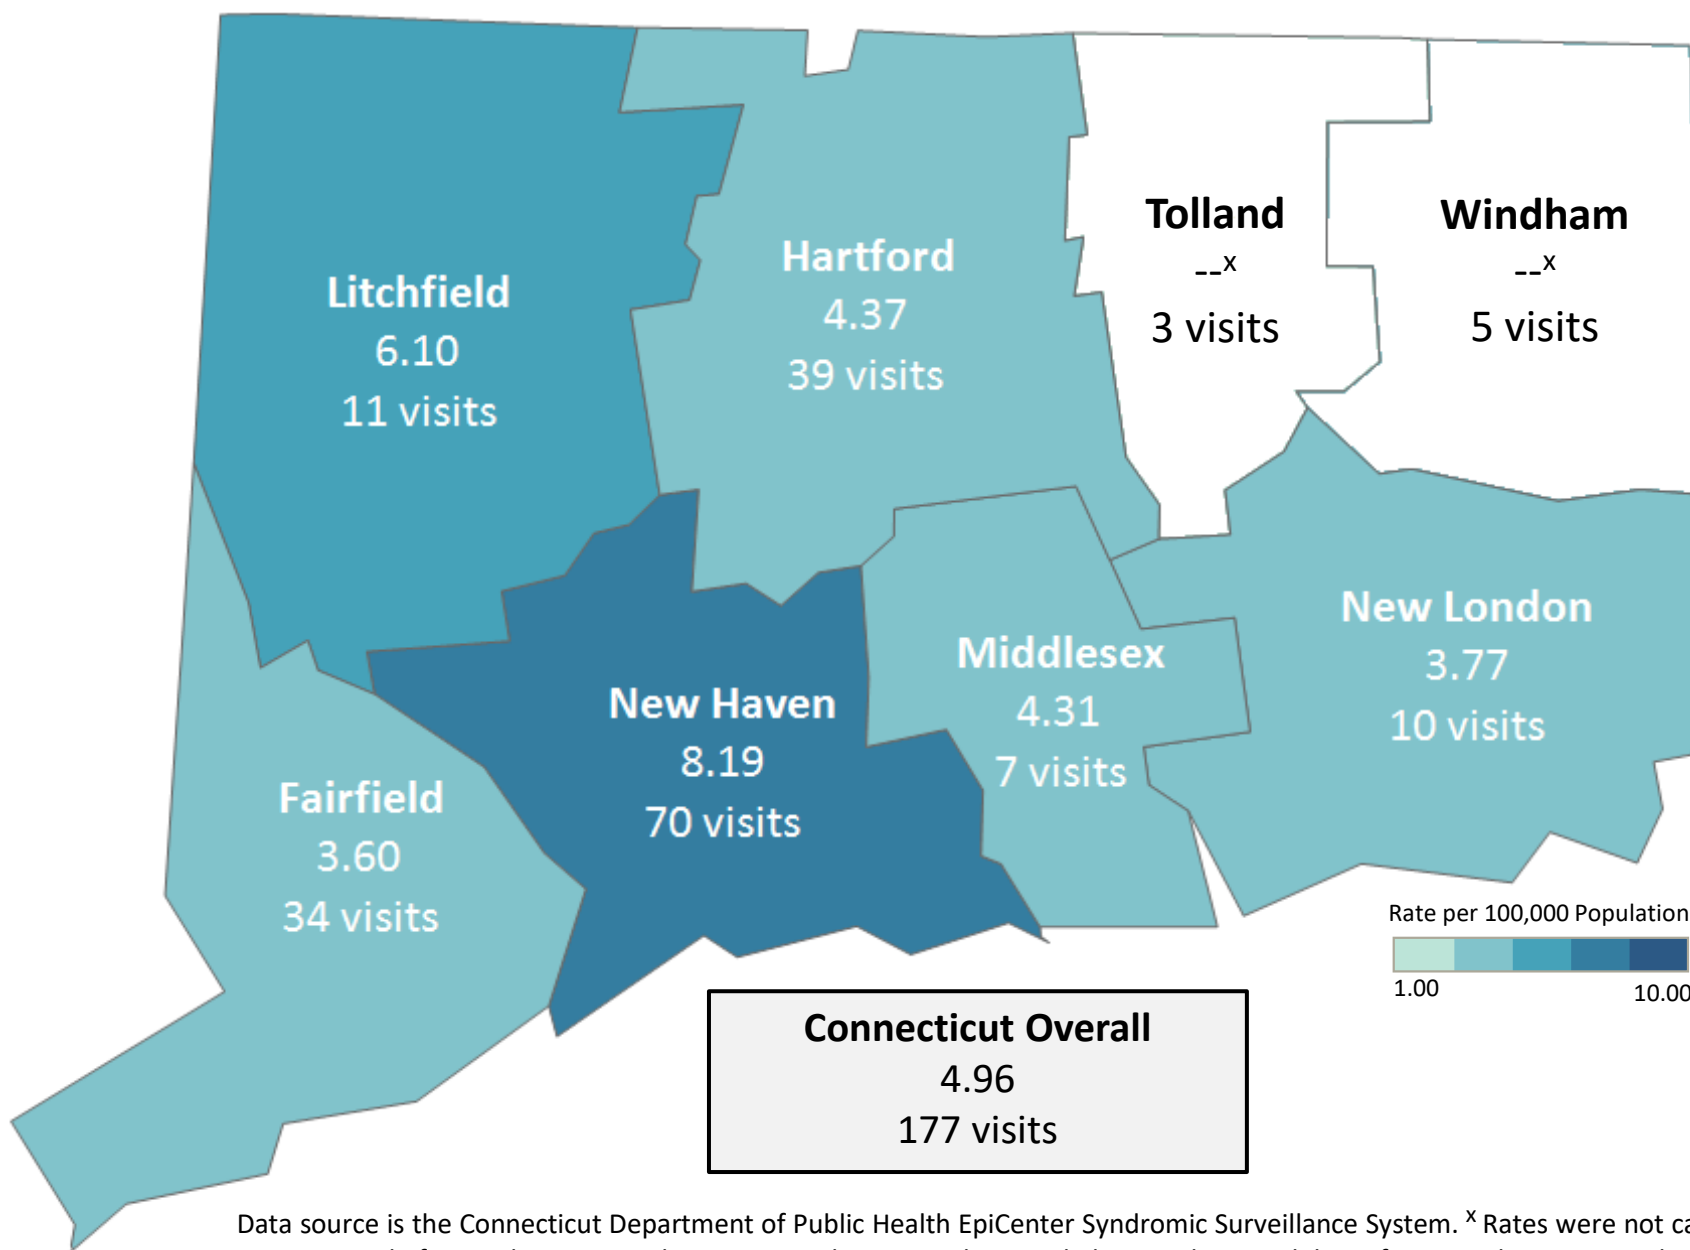 Litchfield
6.10
11 visits
Hartford
4.37
39 visits
Tolland
--ˣ
3 visits
Windham
--ˣ
5 visits
New Haven
8.19
70 visits
Middlesex
4.31
7 visits
New London
3.77
10 visits
Fairfield
3.60
34 visits
Rate per 100,000 Population
1.00 10.00
Connecticut Overall
4.96
177 visits
Data source is the Connecticut Department of Public Health EpiCenter Syndromic Surveillance System. ˣ Rates were not ca